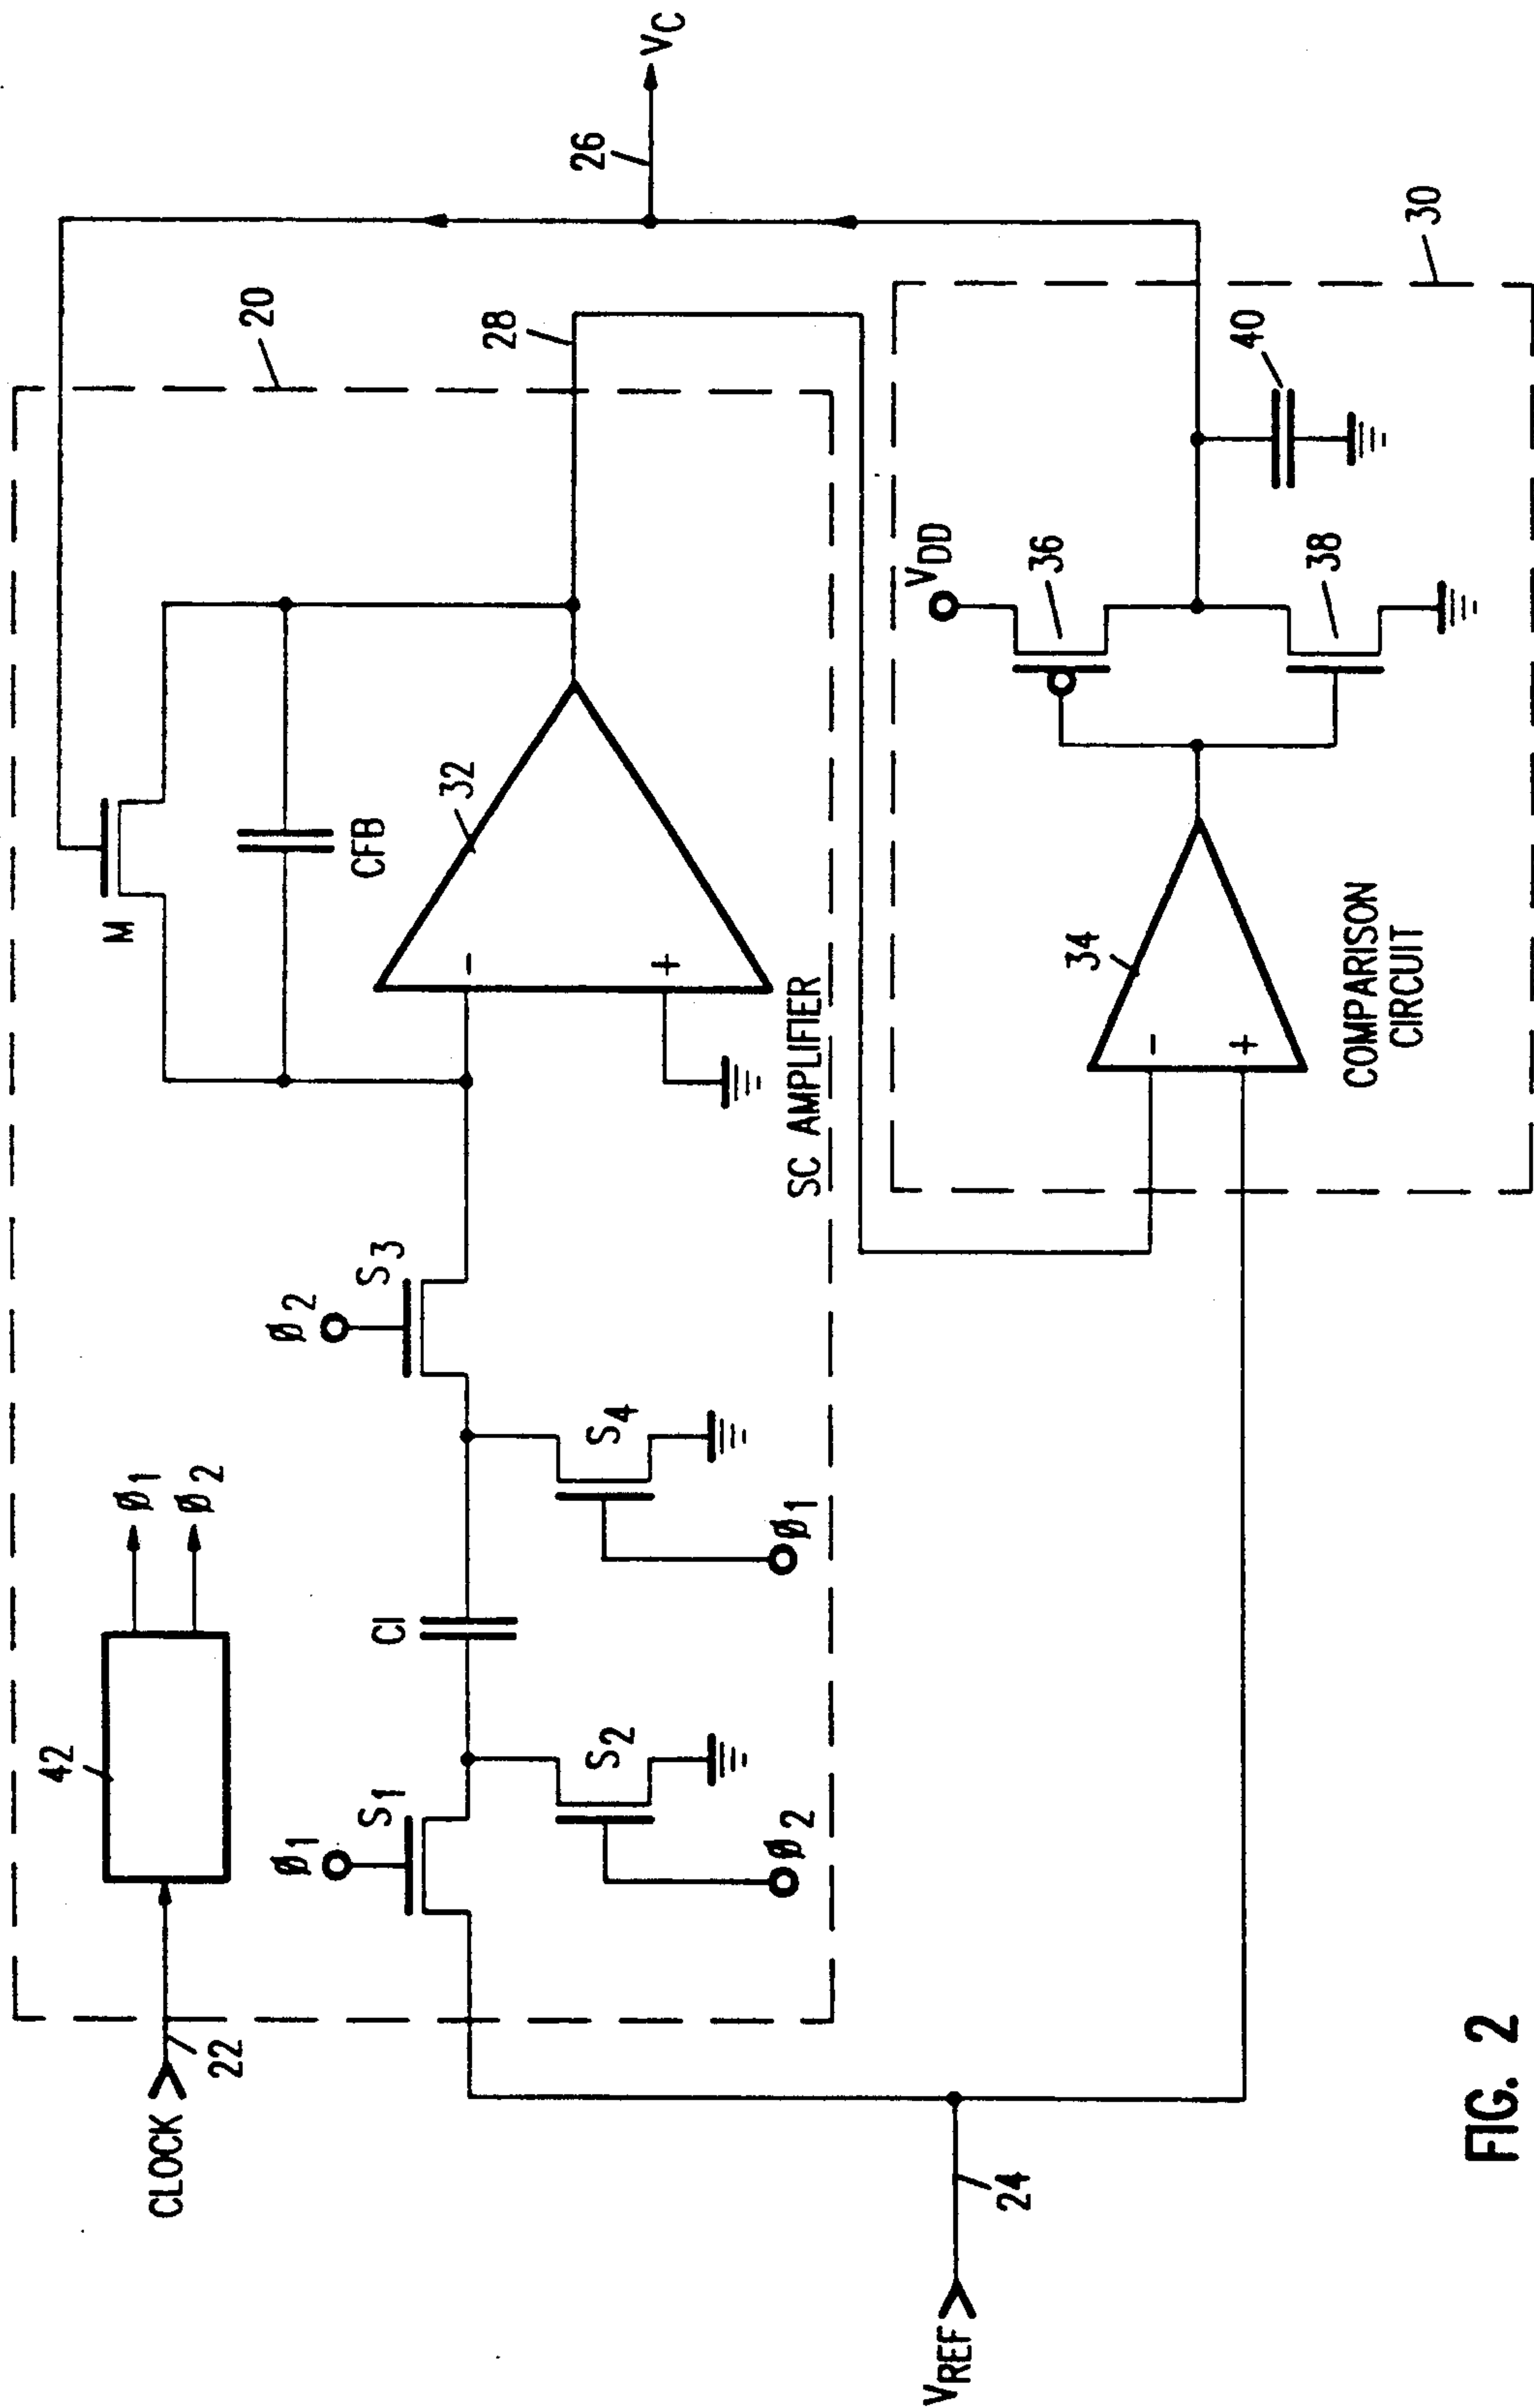 42
CLOCK
22
Ø1
Ø2
Ø1
S1
Ø2
S2
CI
Ø2
S3
S4
Ø1
M
CFB
32
-
+
SC AMPLIFIER
20
28
26
VC
VREF
24
34
-
+
COMPARISON
CIRCUIT
VDD
36
38
40
30
FIG. 2